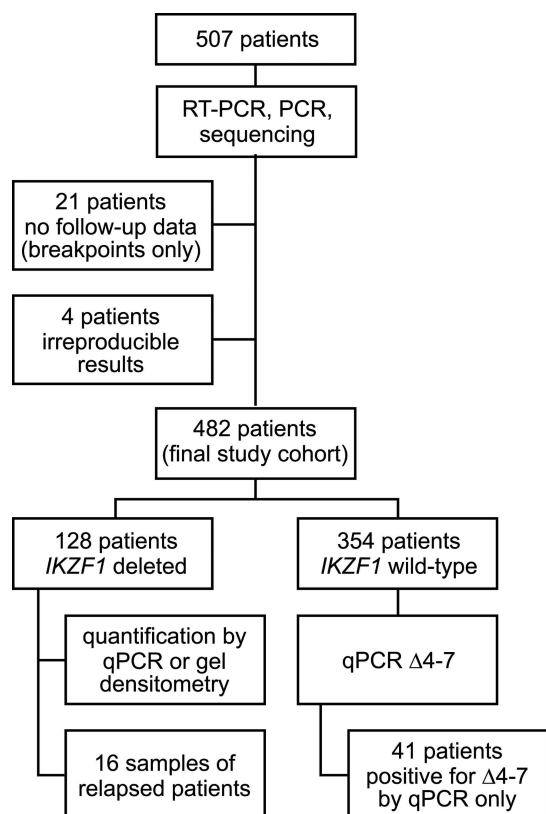 507 patients
RT-PCR, PCR,
sequencing
21 patients
no follow-up data
(breakpoints only)
4 patients
irreproducible
results
482 patients
(final study cohort)
128 patients
IKZF1 deleted
354 patients
IKZF1 wild-type
quantification by
qPCR or gel
densitometry
qPCR Δ4-7
16 samples of
relapsed patients
41 patients
positive for Δ4-7
by qPCR only